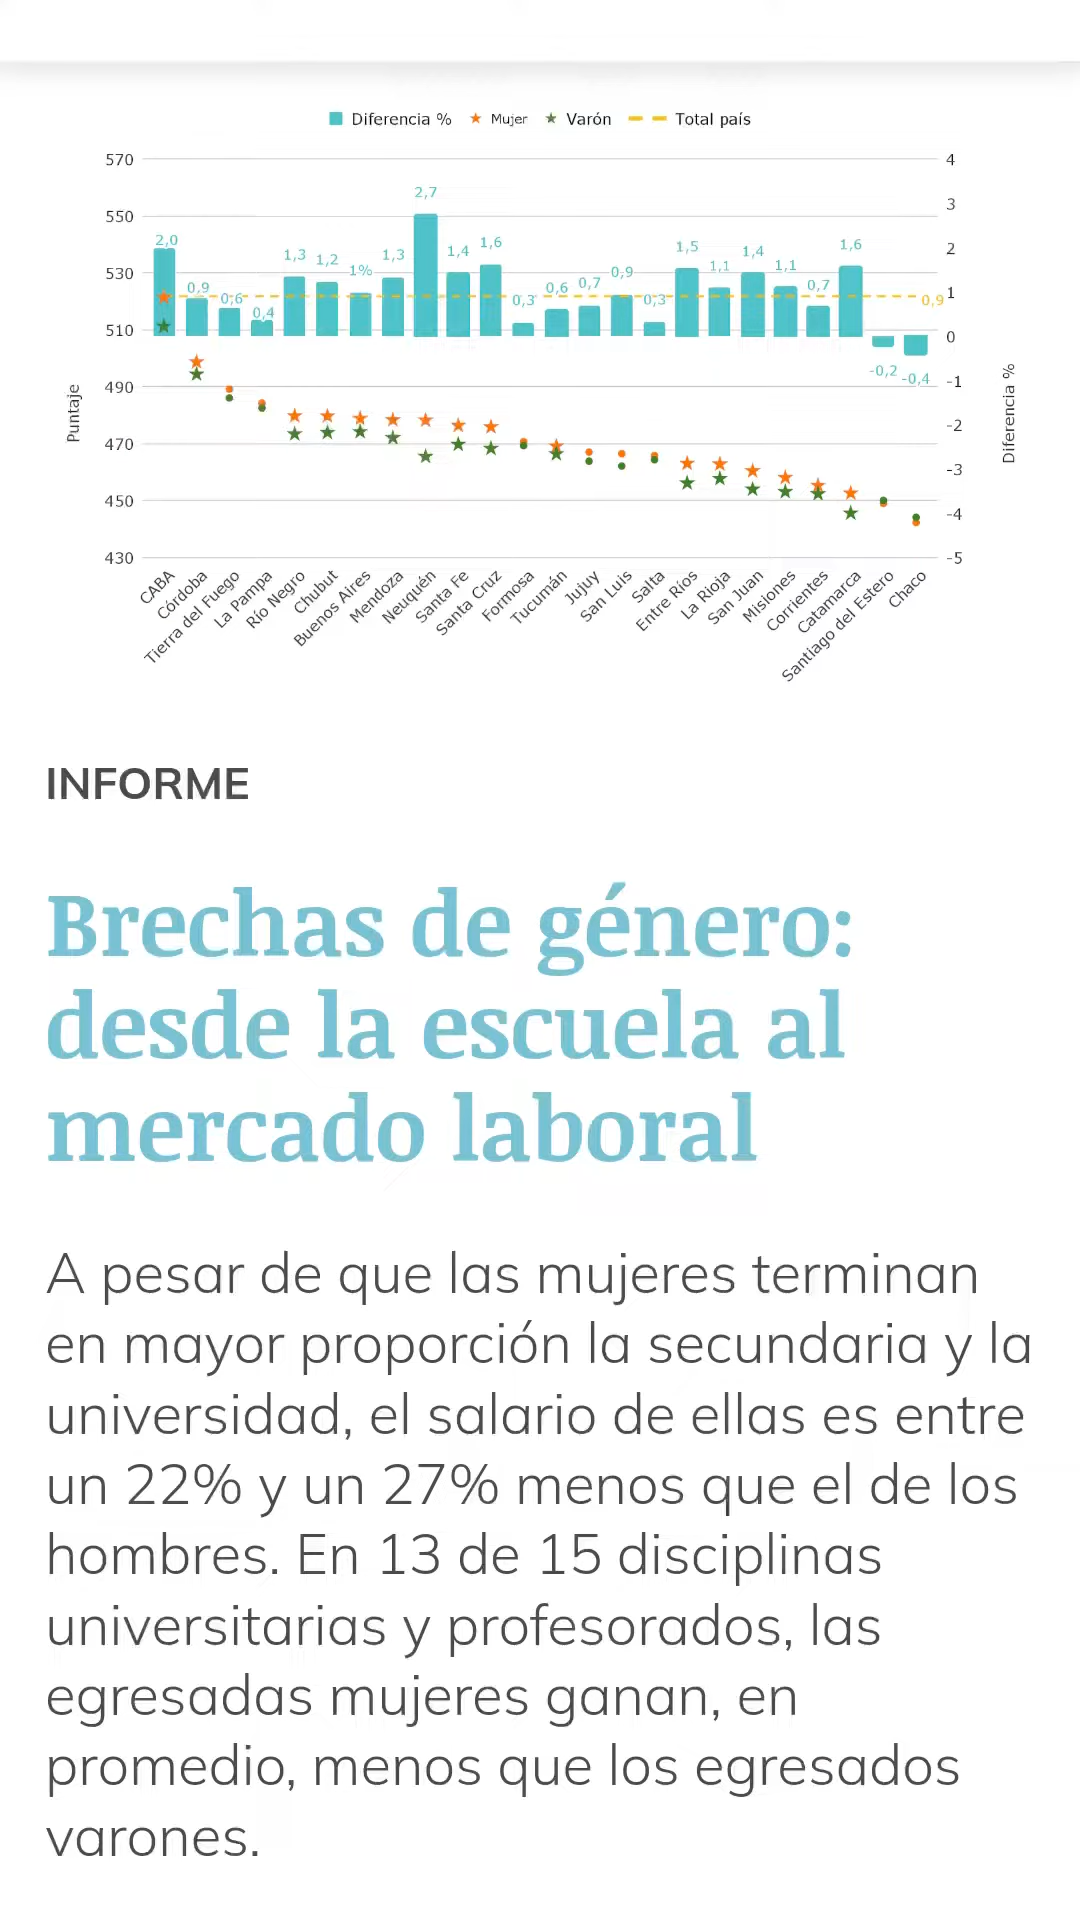 Diferencia % Mujer Varón Total país
570 4
3
550
2
530
1
510 0
-1
490
-2
470
-3
450
-4
430 -5
Puntaje
Diferencia %
2,0 0,9 0,6 0,4 1,3 1,2 1% 1,3 2,7 1,4 1,6 0,3 0,6 0,7 0,9 0,3 1,5 1,1 1,4 1,1 0,7 1,6 -0,2 -0,4
0,9
CABA
Córdoba
Tierra del Fuego
La Pampa
Río Negro
Chubut
Buenos Aires
Mendoza
Neuquén
Santa Fe
Santa Cruz
Formosa
Tucumán
Jujuy
San Luis
Salta
Entre Rios
La Rioja
San Juan
Misiones
Corrientes
Catamarca
Santiago del Estero
Chaco
INFORME
Brechas de género:
desde la escuela al
mercado laboral
A pesar de que las mujeres terminan
en mayor proporción la secundaria y la
universidad, el salario de ellas es entre
un 22% y un 27% menos que el de los
hombres. En 13 de 15 disciplinas
universitarias y profesorados, las
egresadas mujeres ganan, en
promedio, menos que los egresados
varones.